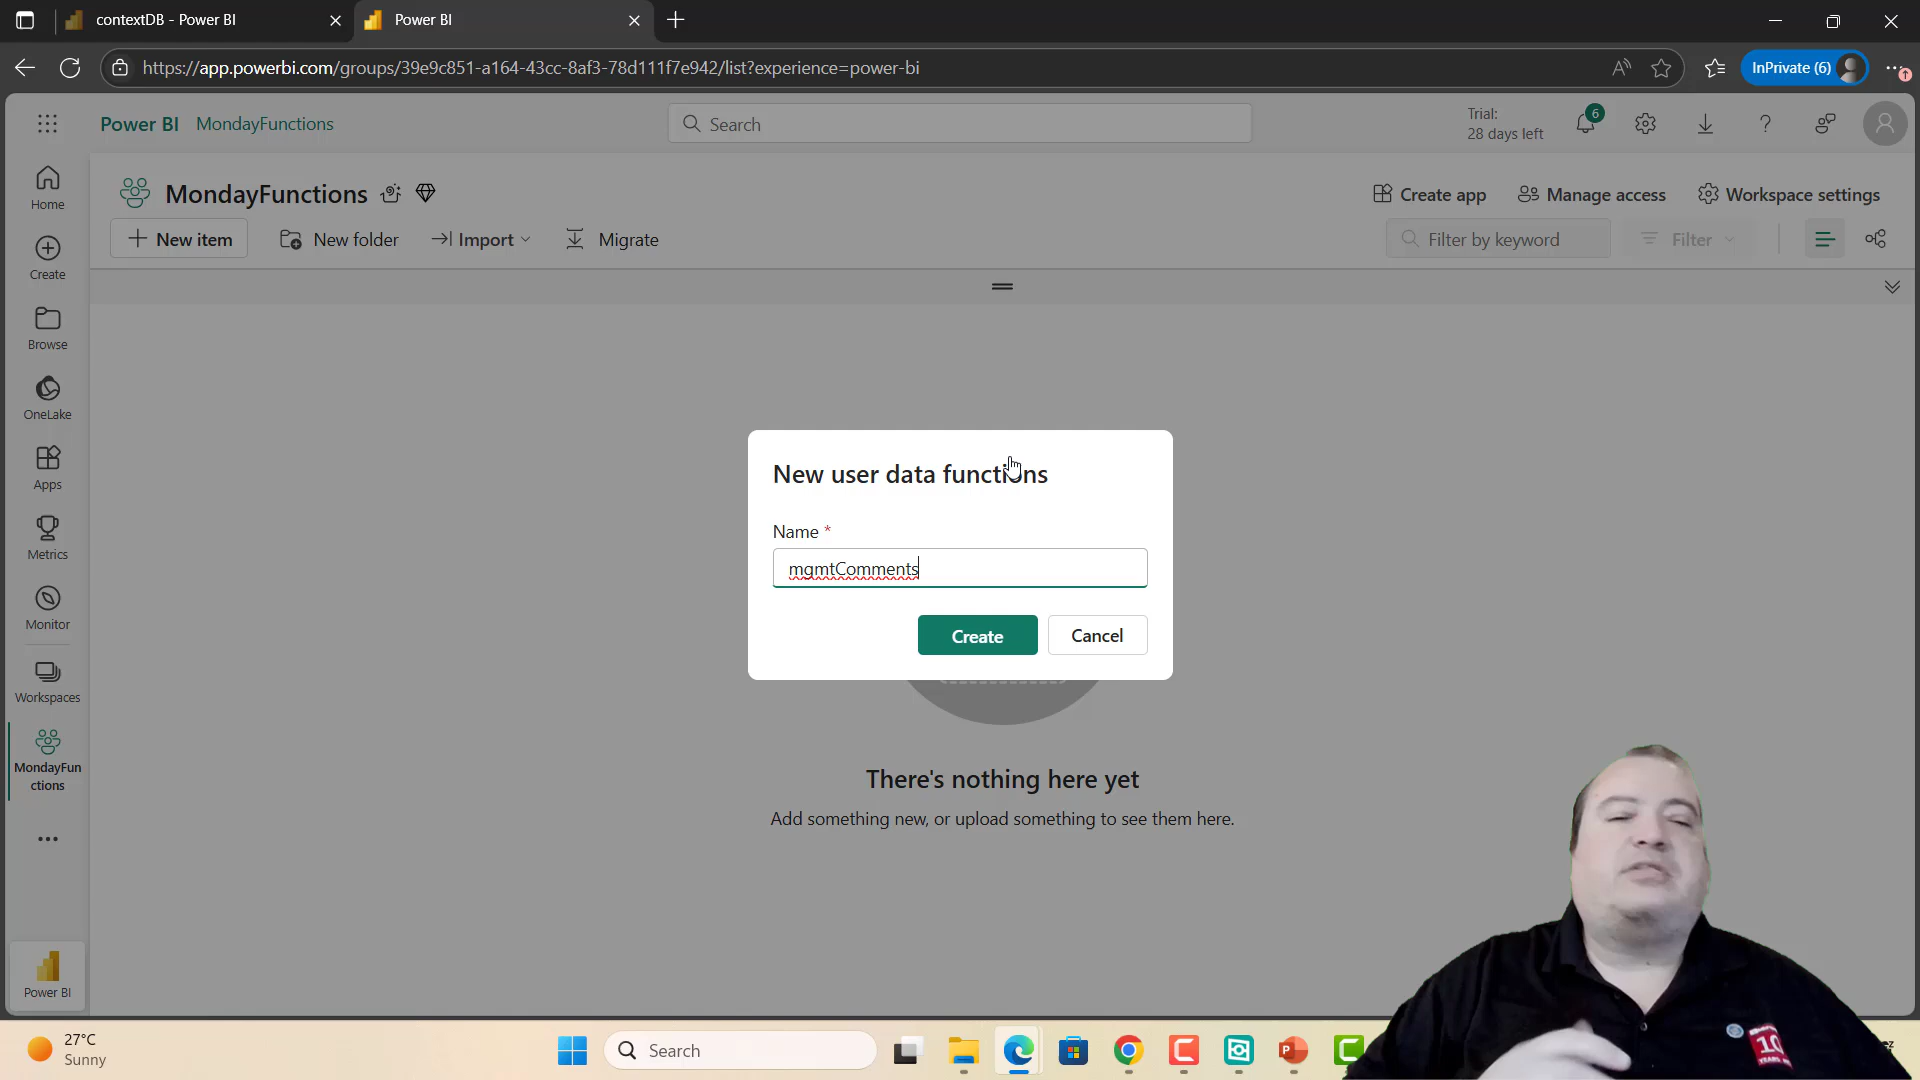 contextDB - Power BI
Power BI
https://app.powerbi.com/groups/39e9c851-a164-43cc-8af3-78d111f7e942/list?experience=power-bi
InPrivate (6)
Power BI MondayFunctions
Search
Trial:
28 days left
6
MondayFunctions
Create app
Manage access
Workspace settings
New item
New folder
Import
Migrate
Filter by keyword
Filter
Home
Create
Browse
OneLake
Apps
Metrics
Monitor
Workspaces
MondayFun
ctions
Power BI
New user data functions
Name *
mgmtComments
Create
Cancel
There's nothing here yet
Add something new, or upload something to see them here.
27°C
Sunny
Search
10